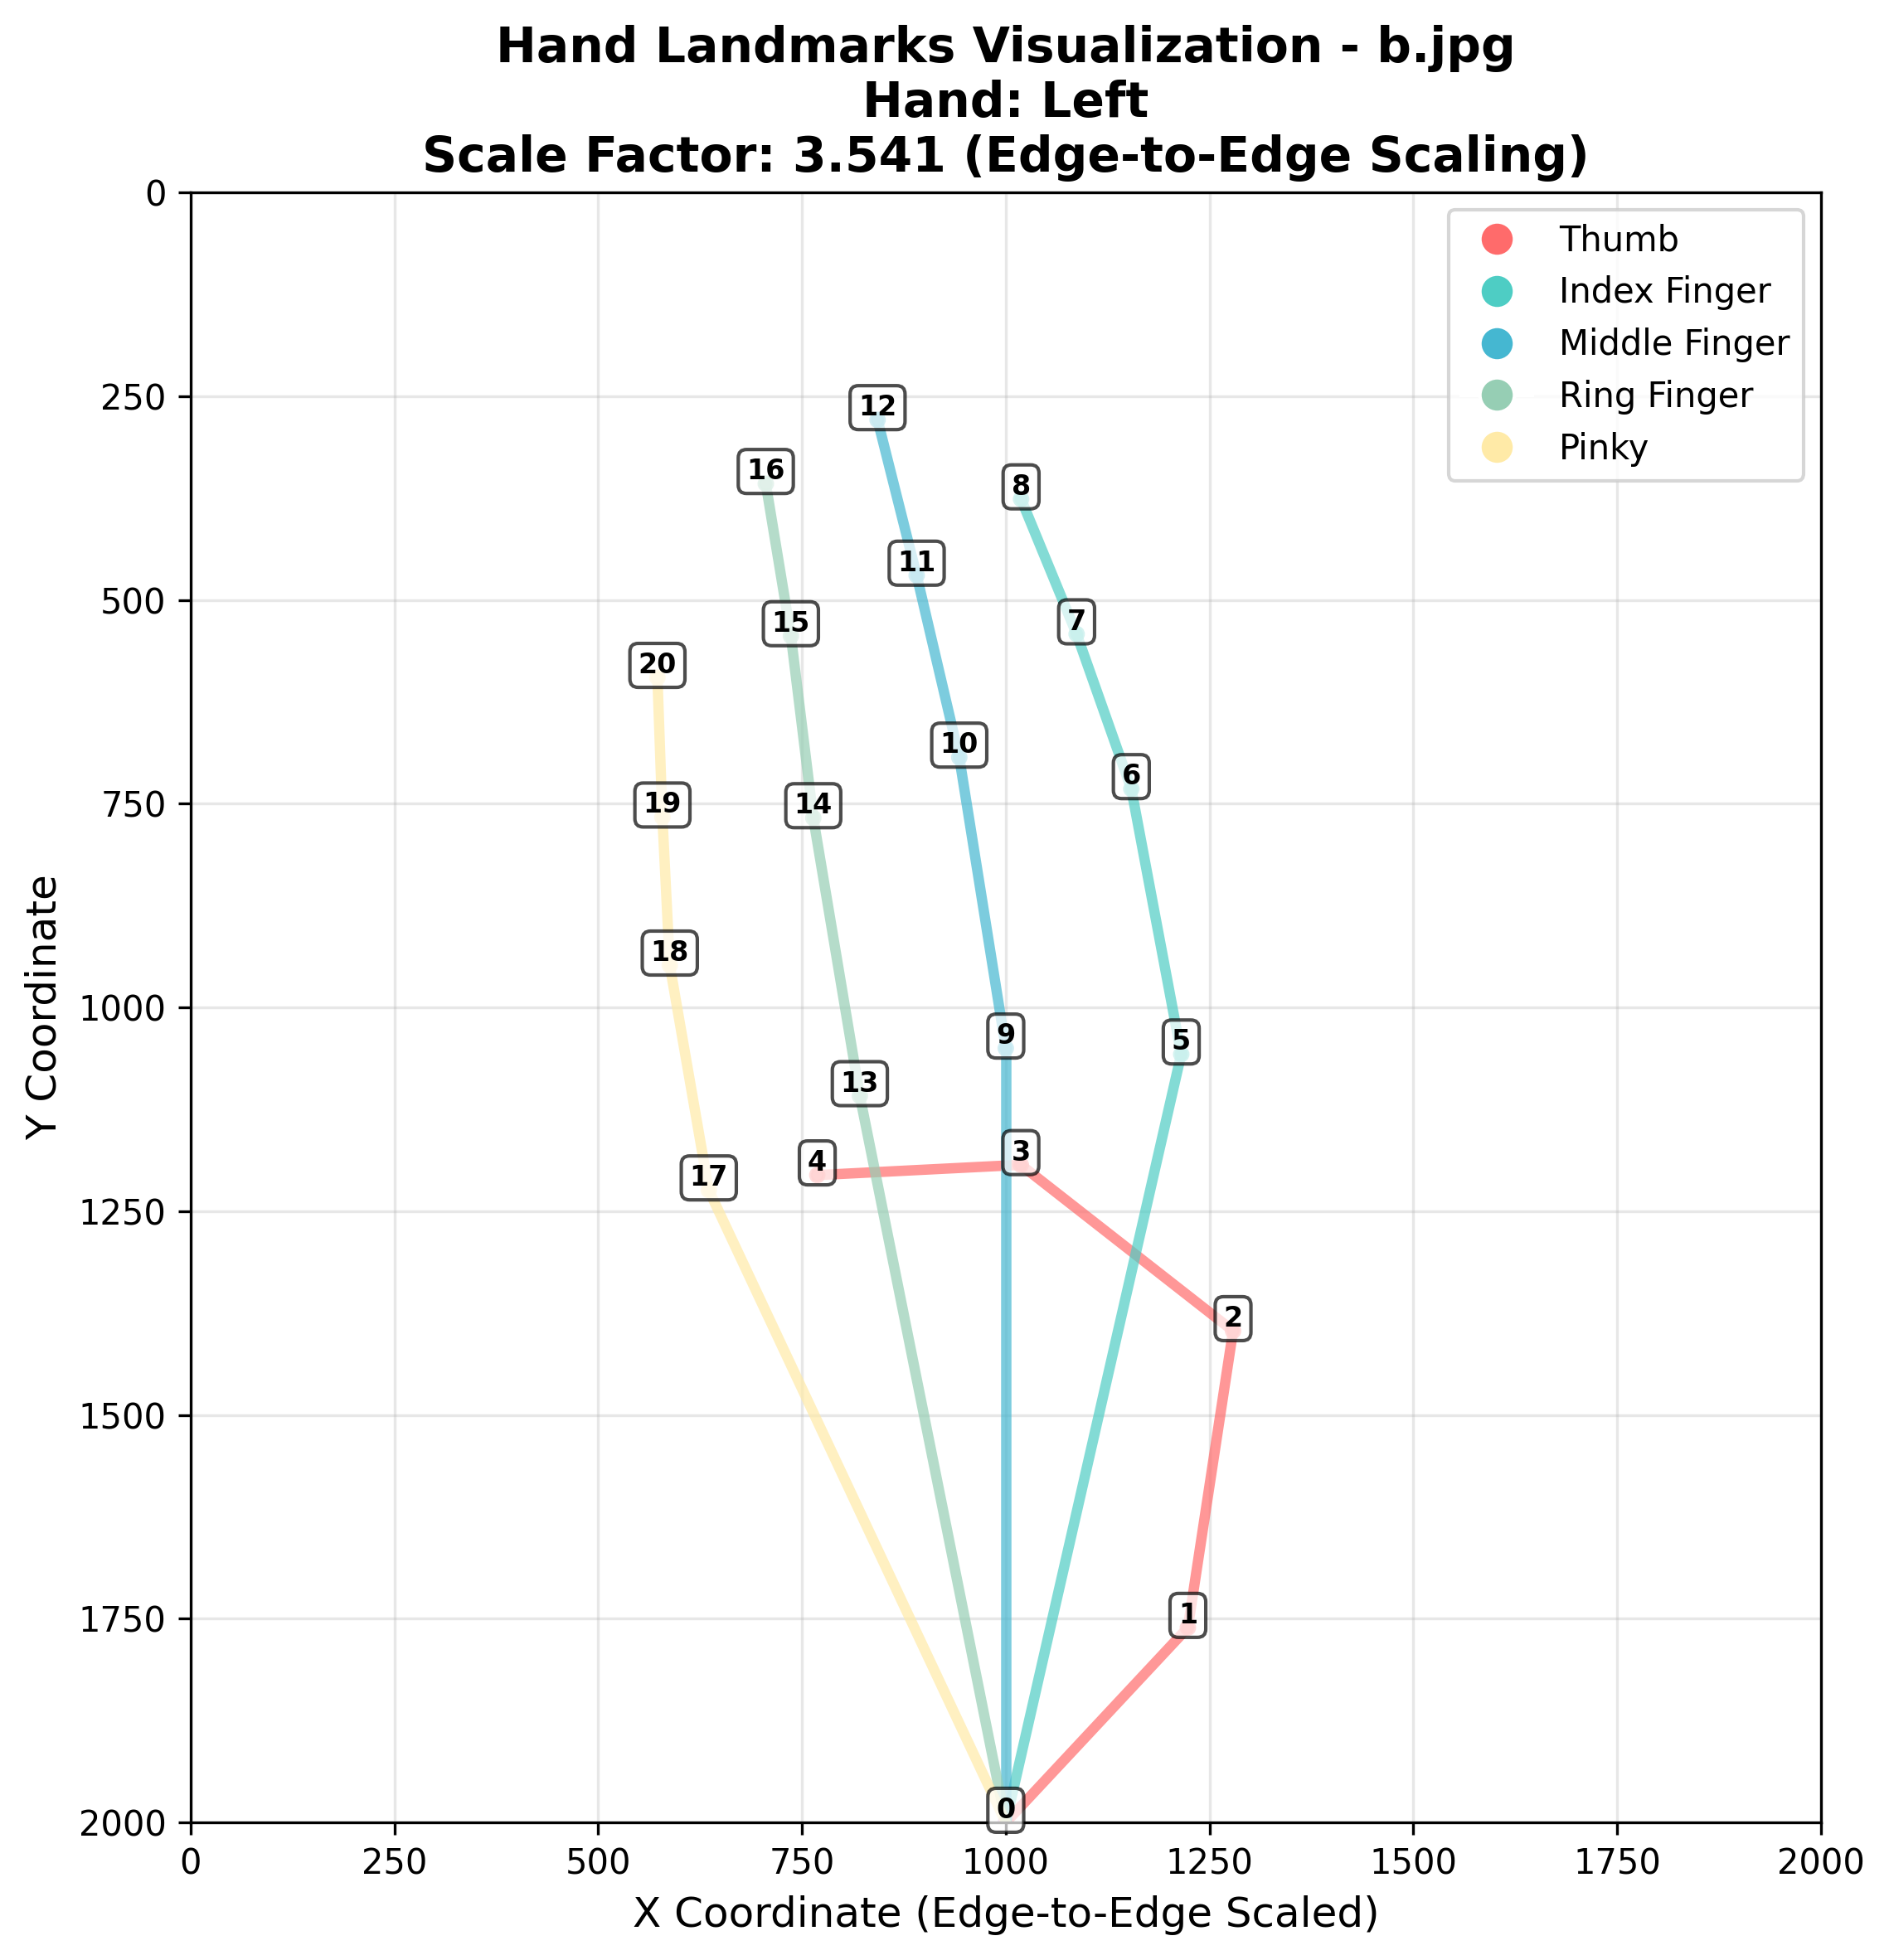 Hand Landmarks Visualization - b.jpg
Hand: Left
Scale Factor: 3.541 (Edge-to-Edge Scaling)
Thumb
Index Finger
Middle Finger
Ring Finger
Pinky
0
250
500
750
1000
1250
1500
1750
2000
Y Coordinate
12
16
8
11
7
15
20
10
6
19
14
18
9
5
13
3
4
17
2
1
0
0 250 500 750 1000 1250 1500 1750 2000
X Coordinate (Edge-to-Edge Scaled)